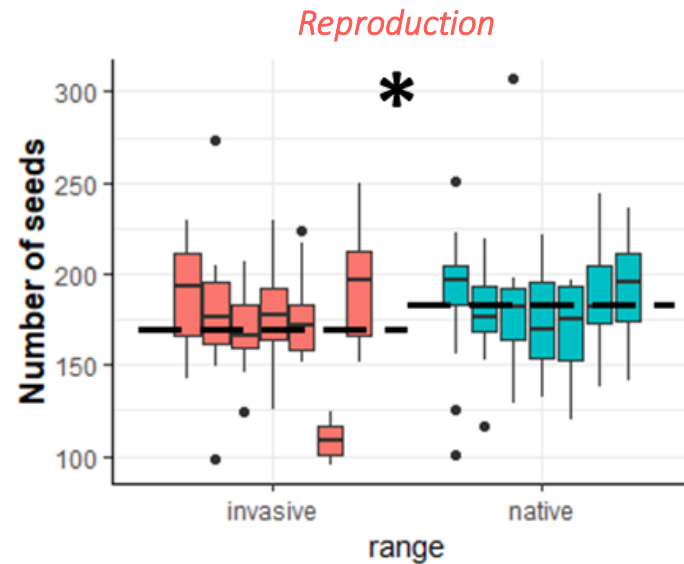 Reproduction
*
Number of seeds
300
250
200
150
100
invasive native
range